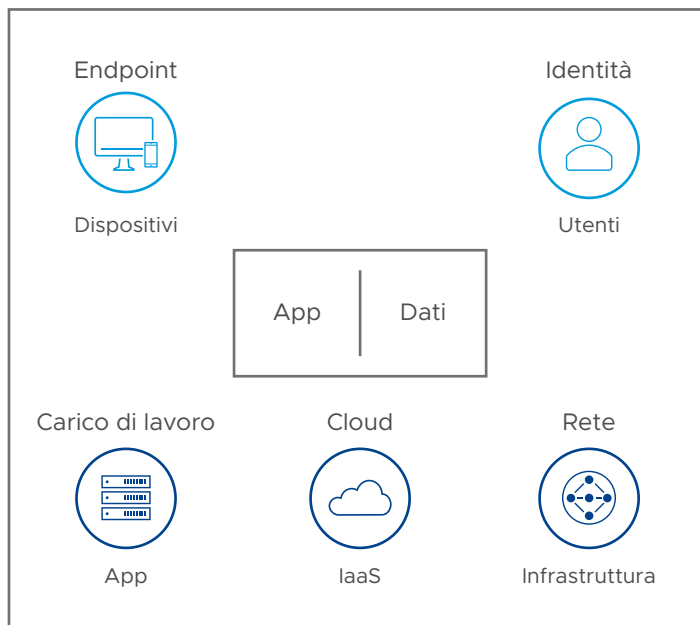 Endpoint
Identità
Dispositivi
Utenti
App
Dati
Carico di lavoro
Cloud
Rete
App
IaaS
Infrastruttura